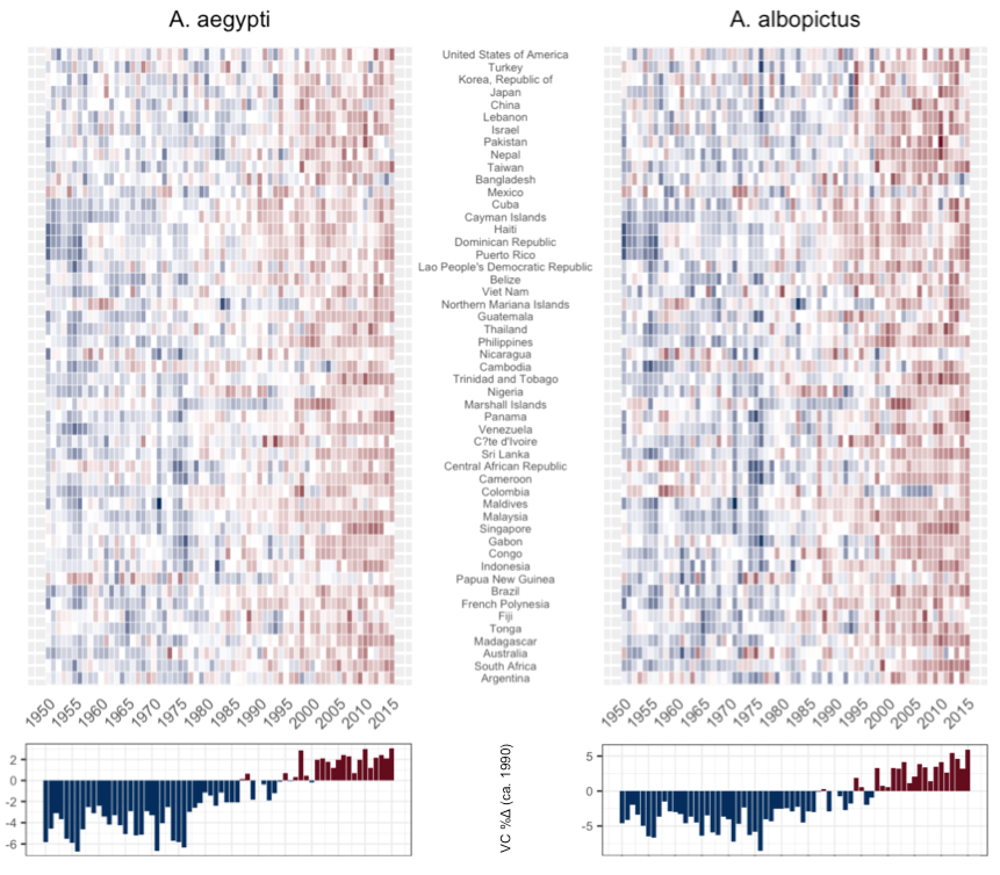 A. aegypti
A. albopictus
United States of America
Turkey
Korea, Republic of
Japan
China
Lebanon
Israel
Pakistan
Nepal
Taiwan
Bangladesh
Mexico
Cuba
Cayman Islands
Haiti
Dominican Republic
Puerto Rico
Lao People's Democratic Republic
Belize
Viet Nam
Northern Mariana Islands
Guatemala
Thailand
Philippines
Nicaragua
Cambodia
Trinidad and Tobago
Nigeria
Marshall Islands
Panama
Venezuela
C?te d'Ivoire
Sri Lanka
Central African Republic
Cameroon
Colombia
Maldives
Malaysia
Singapore
Gabon
Congo
Indonesia
Papua New Guinea
Brazil
French Polynesia
Fiji
Tonga
Madagascar
Australia
South Africa
Argentina
1950 1955 1960 1965 1970 1975 1980 1985 1990 1995 2000 2005 2010 2015
1950 1955 1960 1965 1970 1975 1980 1985 1990 1995 2000 2005 2010 2015
2
0
-2
-4
-6
VC %Δ (ca. 1990)
5
0
-5